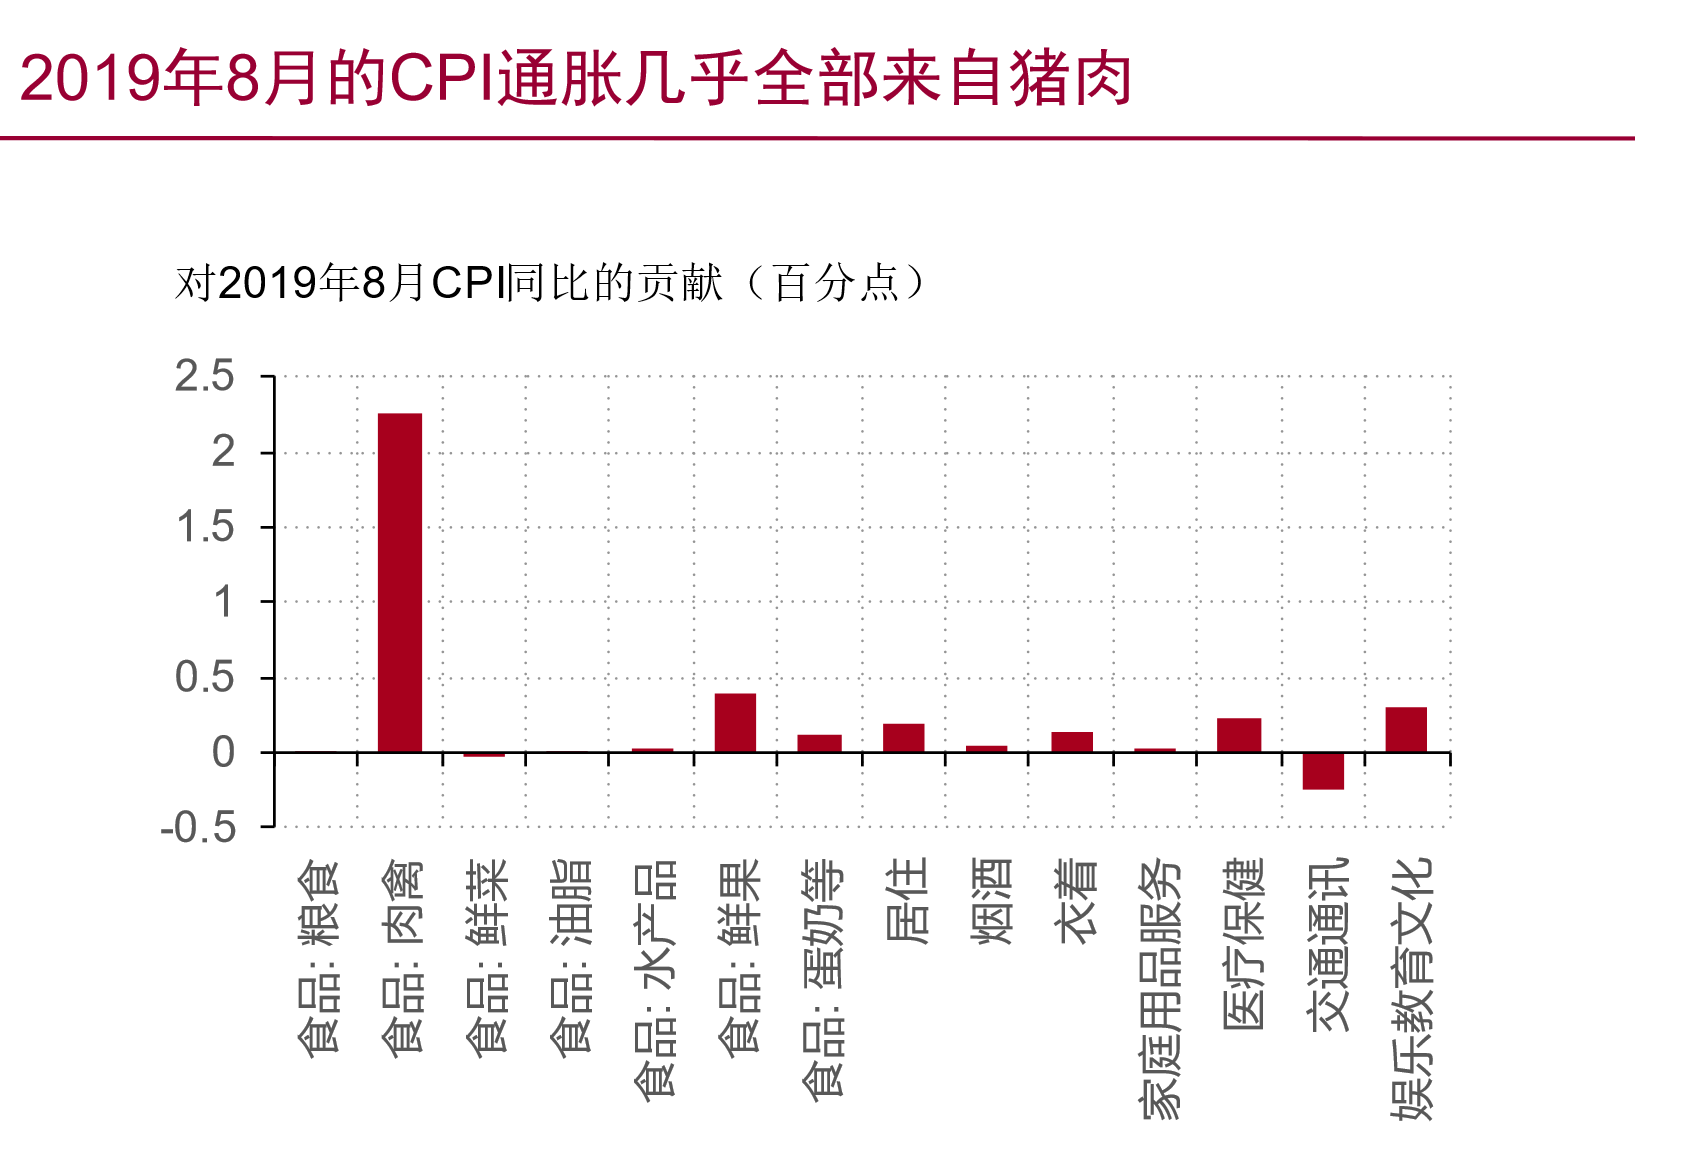 2019年8月的CPI通胀几乎全部来自猪肉
对2019年8月CPI同比的贡献（百分点）
2.5
2
1.5
1
0.5
0
-0.5
食品: 粮食
食品: 肉禽
食品: 鲜菜
食品: 油脂
食品: 水产品
食品: 鲜果
食品: 蛋奶等
居住
烟酒
衣着
家庭用品服务
医疗保健
交通通讯
娱乐教育文化